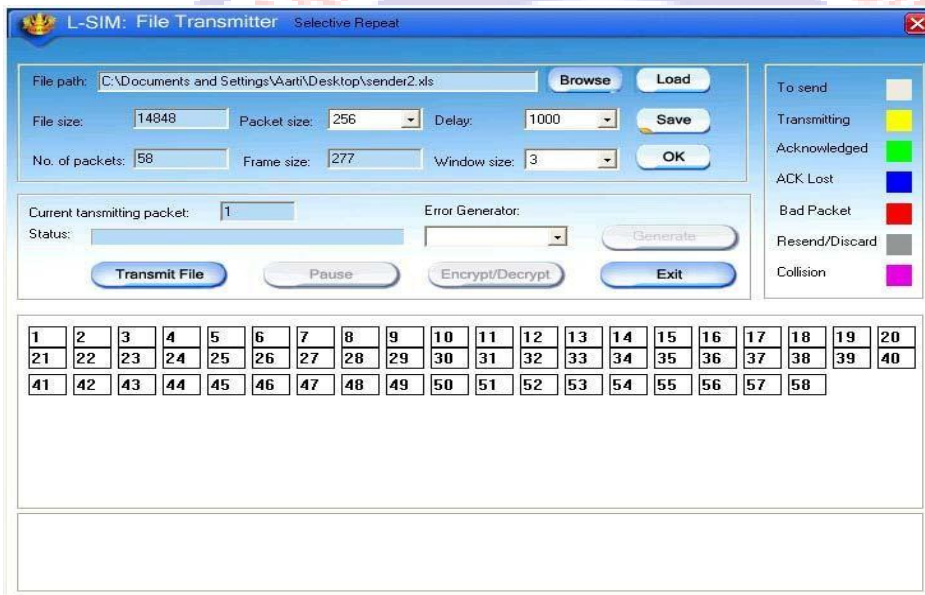 L-SIM: File Transmitter Selective Repeat
File path: C:\Documents and Settings\Aarti\Desktop\sender2.xls Browse Load
File size: 14848 Packet size: 256 Delay: 1000 Save
No. of packets: 58 Frame size: 277 Window size: 3 OK
To send
Transmitting
Acknowledged
ACK Lost
Bad Packet
Resend/Discard
Collision
Current tansmitting packet: 1 Error Generator:
Status: Generate
Transmit File Pause Encrypt/Decrypt Exit
1 2 3 4 5 6 7 8 9 10 11 12 13 14 15 16 17 18 19 20
21 22 23 24 25 26 27 28 29 30 31 32 33 34 35 36 37 38 39 40
41 42 43 44 45 46 47 48 49 50 51 52 53 54 55 56 57 58